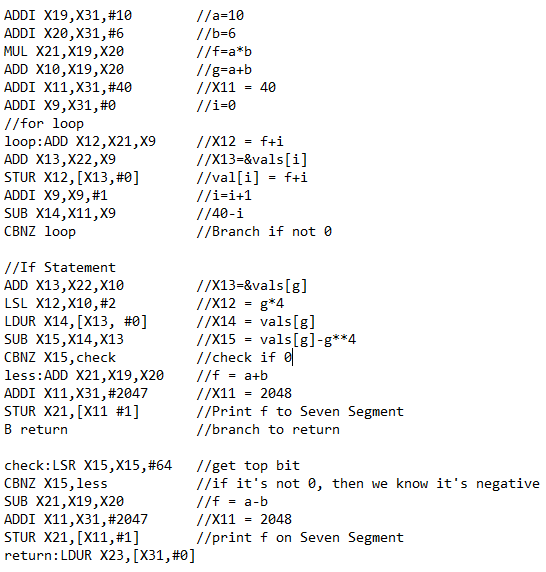 ADDI X19,X31,#10 //a=10
ADDI X20,X31,#6 //b=6
MUL X21,X19,X20 //f=a*b
ADD X10,X19,X20 //g=a+b
ADDI X11,X31,#40 //X11 = 40
ADDI X9,X31,#0 //i=0
//for loop
loop:ADD X12,X21,X9 //X12 = f+i
ADD X13,X22,X9 //X13=&vals[i]
STUR X12,[X13,#0] //val[i] = f+i
ADDI X9,X9,#1 //i=i+1
SUB X14,X11,X9 //40-i
CBNZ loop //Branch if not 0
//If Statement
ADD X13,X22,X10 //X13=&vals[g]
LSL X12,X10,#2 //X12 = g*4
LDUR X14,[X13, #0] //X14 = vals[g]
SUB X15,X14,X13 //X15 = vals[g]-g**4
CBNZ X15,check //check if 0
less:ADD X21,X19,X20 //f = a+b
ADDI X11,X31,#2047 //X11 = 2048
STUR X21,[X11 #1] //Print f to Seven Segment
B return //branch to return
check:LSR X15,X15,#64 //get top bit
CBNZ X15,less //if it's not 0, then we know it's negative
SUB X21,X19,X20 //f = a-b
ADDI X11,X31,#2047 //X11 = 2048
STUR X21,[X11,#1] //print f on Seven Segment
return:LDUR X23,[X31,#0]